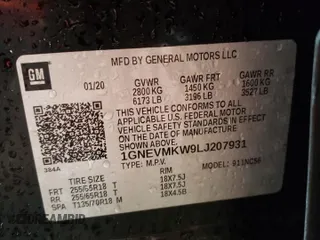 MFD BY GENERAL MOTORS LLC
GM
01/20
GVWR GAWR FRT GAWR RR
2800 KG 1450 KG 1600 KG
6173 LB 3196 LB 3527 LB
THIS VEHICLE CONFORMS TO ALL APPLICABLE
U.S. FEDERAL MOTOR VEHICLE SAFETY
STANDARDS IN EFFECT ON THE DATE OF
MANUFACTURE SHOWN ABOVE.
1GNEVMKW9LJ207931
TYPE: M.P.V.
384A
TIRE SIZE RIM
FRT 255/65R18 T 18X7.5J
RR 255/65R18 T 18X7.5J
SPA T135/70R18 M 18X4.5B